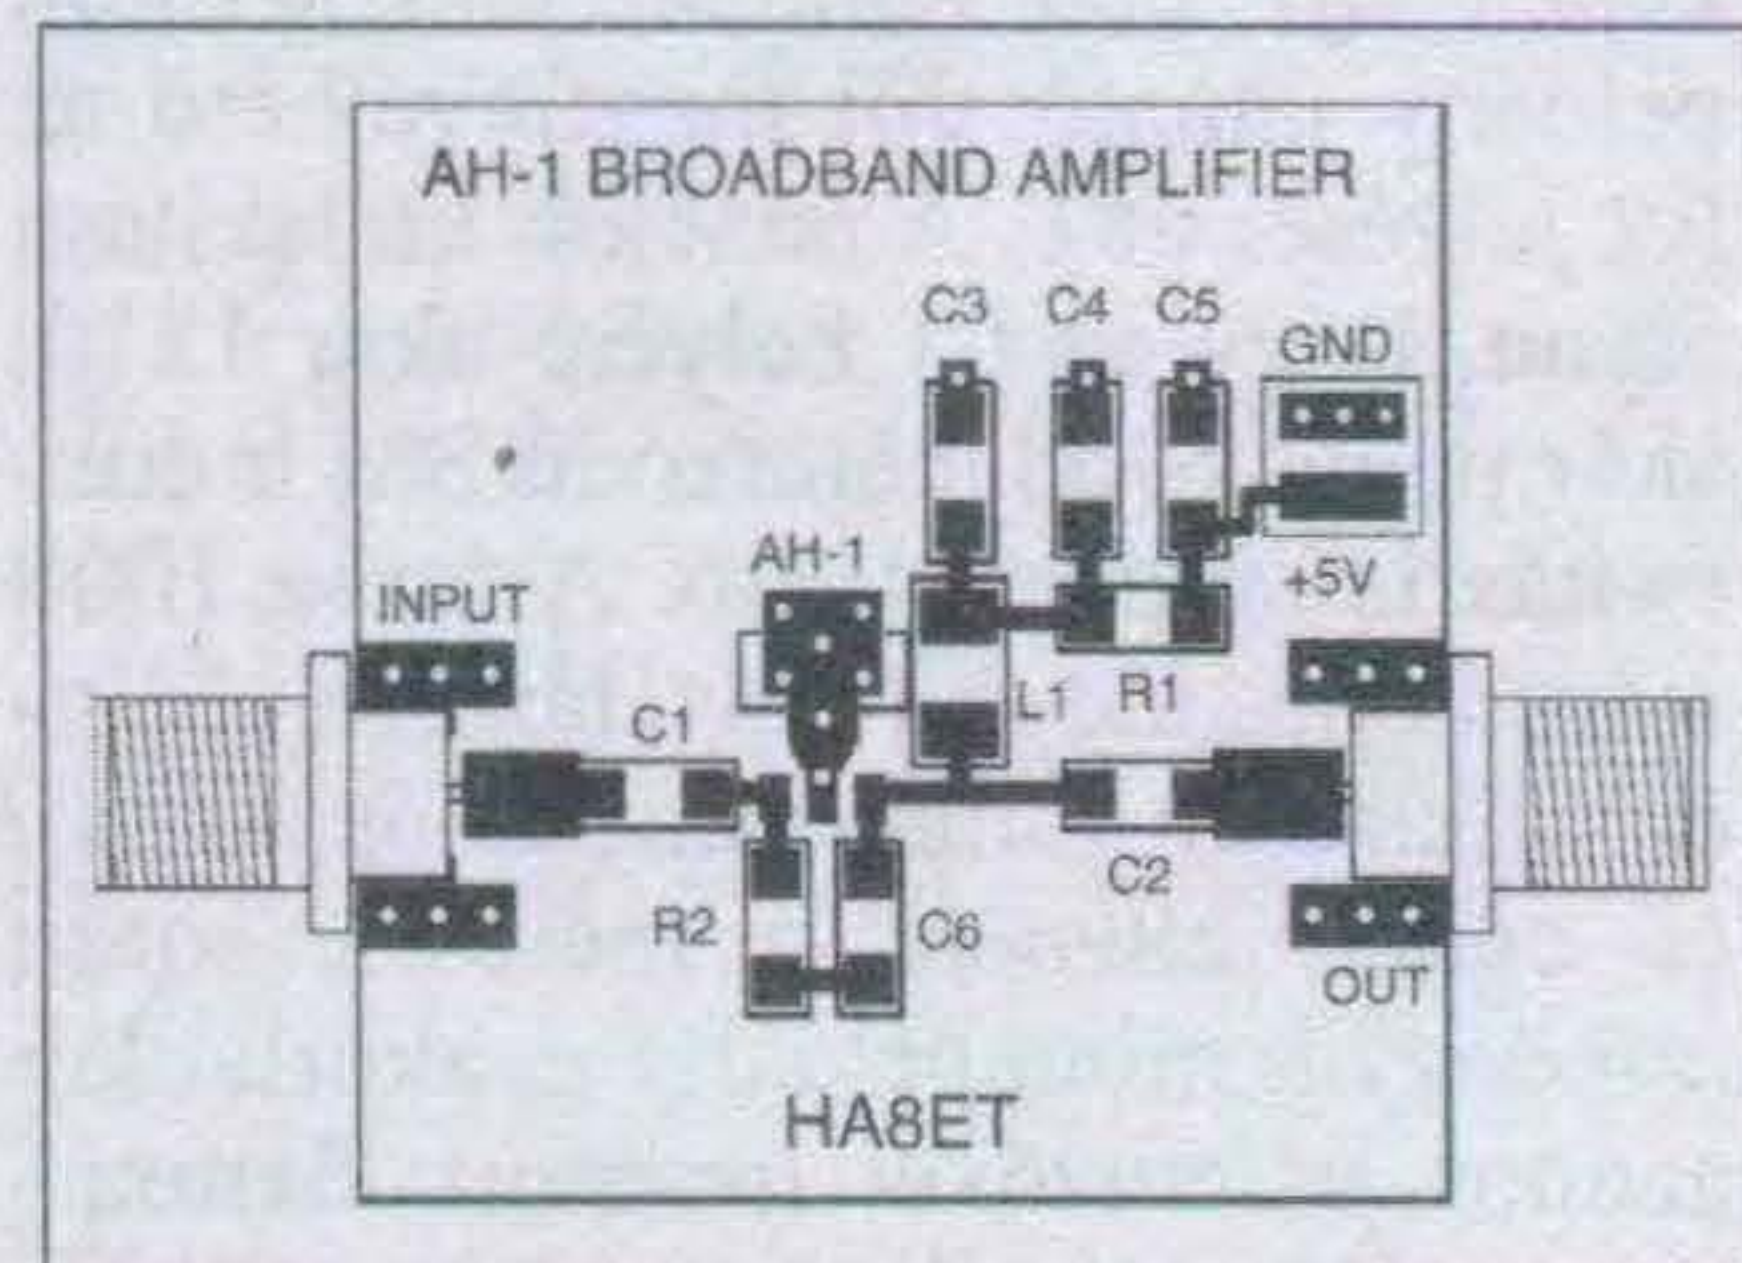 AH-1 BROADBAND AMPLIFIER
C3 C4 C5
GND
AH-1
+5V
INPUT
L1 R1
C1
C2
R2 C6
OUT
HA8ET